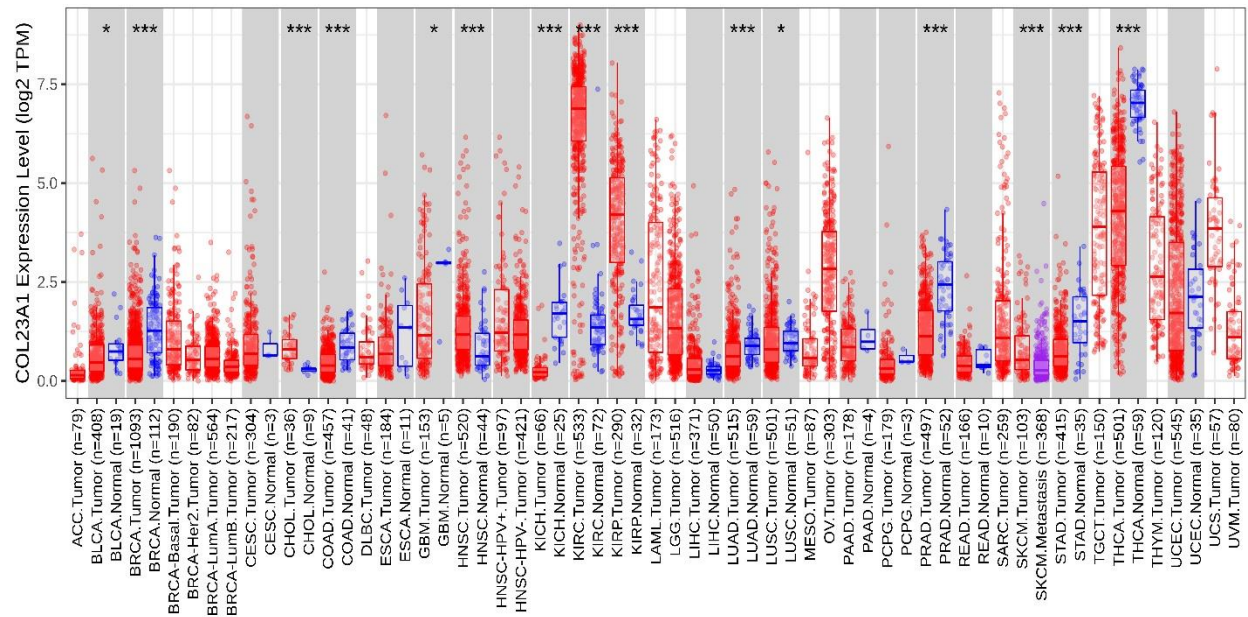 * *** *** *** * *** *** *** *** *** * *** *** *** ***
COL23A1 Expression Level (log2 TPM)
7.5
5.0
2.5
0.0
ACC.Tumor (n=79)
BLCA.Tumor (n=408)
BLCA.Normal (n=19)
BRCA.Tumor (n=1093)
BRCA.Normal (n=112)
BRCA-Basal.Tumor (n=190)
BRCA-Her2.Tumor (n=82)
BRCA-LumA.Tumor (n=564)
BRCA-LumB.Tumor (n=217)
CESC.Tumor (n=304)
CESC.Normal (n=3)
CHOL.Tumor (n=36)
CHOL.Normal (n=9)
COAD.Tumor (n=457)
COAD.Normal (n=41)
DLBC.Tumor (n=48)
ESCA.Tumor (n=184)
ESCA.Normal (n=11)
GBM.Tumor (n=153)
GBM.Normal (n=5)
HNSC.Tumor (n=520)
HNSC.Normal (n=44)
HNSC-HPV+.Tumor (n=97)
HNSC-HPV-.Tumor (n=421)
KICH.Tumor (n=66)
KICH.Normal (n=25)
KIRC.Tumor (n=533)
KIRC.Normal (n=72)
KIRP.Tumor (n=290)
KIRP.Normal (n=32)
LAML.Tumor (n=173)
LGG.Tumor (n=516)
LIHC.Tumor (n=371)
LIHC.Normal (n=50)
LUAD.Tumor (n=515)
LUAD.Normal (n=59)
LUSC.Tumor (n=501)
LUSC.Normal (n=51)
MESO.Tumor (n=87)
OV.Tumor (n=303)
PAAD.Tumor (n=178)
PAAD.Normal (n=4)
PCPG.Tumor (n=179)
PCPG.Normal (n=3)
PRAD.Tumor (n=497)
PRAD.Normal (n=52)
READ.Tumor (n=166)
READ.Normal (n=10)
SARC.Tumor (n=259)
SKCM.Tumor (n=103)
SKCM.Metastasis (n=368)
STAD.Tumor (n=415)
STAD.Normal (n=35)
TGCT.Tumor (n=150)
THCA.Tumor (n=501)
THCA.Normal (n=59)
THYM.Tumor (n=120)
UCEC.Tumor (n=545)
UCEC.Normal (n=35)
UCS.Tumor (n=57)
UVM.Tumor (n=80)